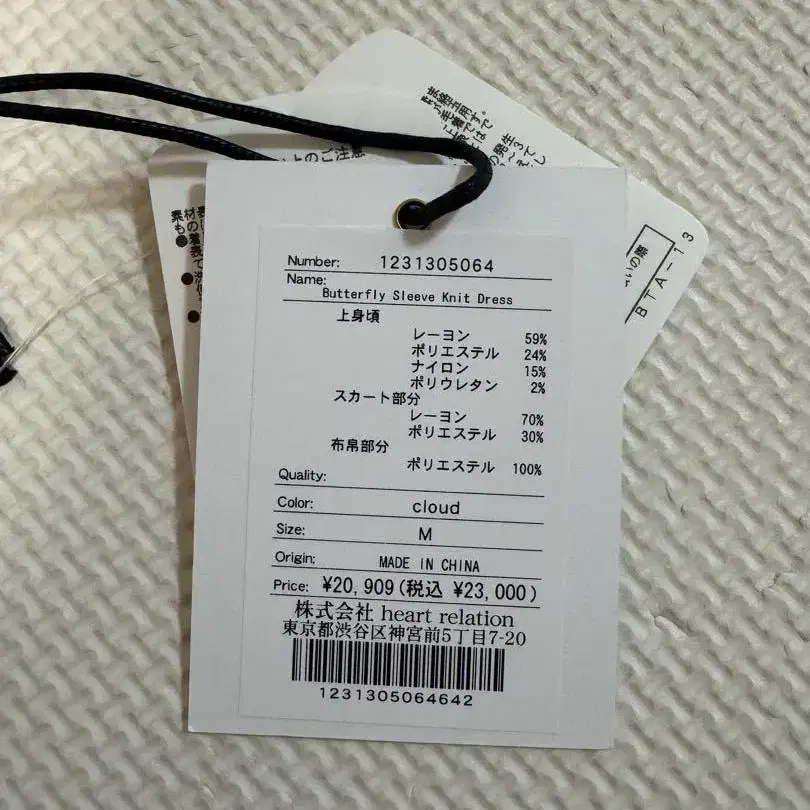 上のご注意
BTA-13
Number: 1231305064
Name:
Butterfly Sleeve Knit Dress
上身頃
レーヨン 59%
ポリエステル 24%
ナイロン 15%
ポリウレタン 2%
スカート部分
レーヨン 70%
ポリエステル 30%
布帛部分
ポリエステル 100%
Quality:
Color: cloud
Size: M
Origin: MADE IN CHINA
Price: ¥20,909(税込 ¥23,000)
株式会社 heart relation
東京都渋谷区神宮前5丁目7-20
1231305064642